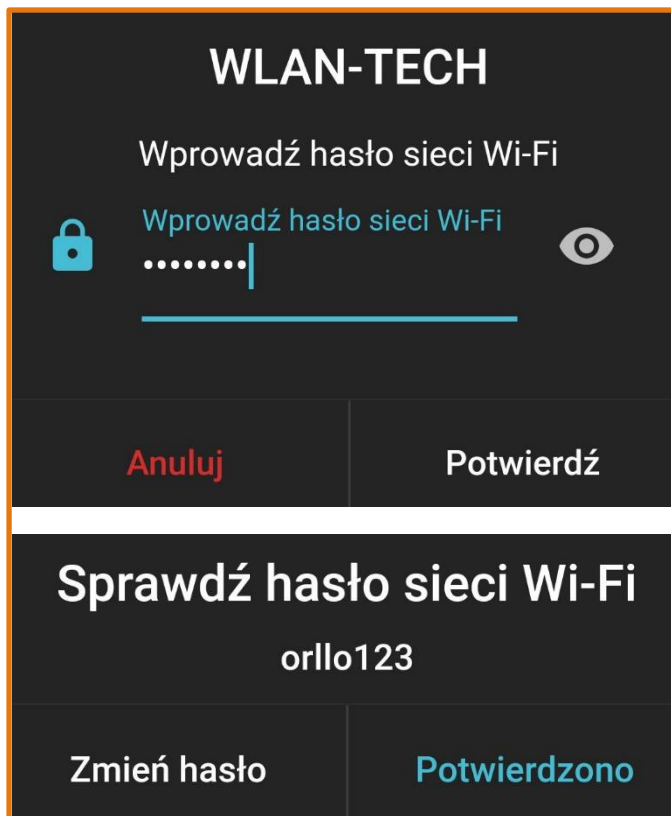 WLAN-TECH
Wprowadź hasło sieci Wi-Fi
Wprowadź hasło sieci Wi-Fi
••••••••
Anuluj
Potwierdź
Sprawdź hasło sieci Wi-Fi
orllo123
Zmień hasło
Potwierdzono